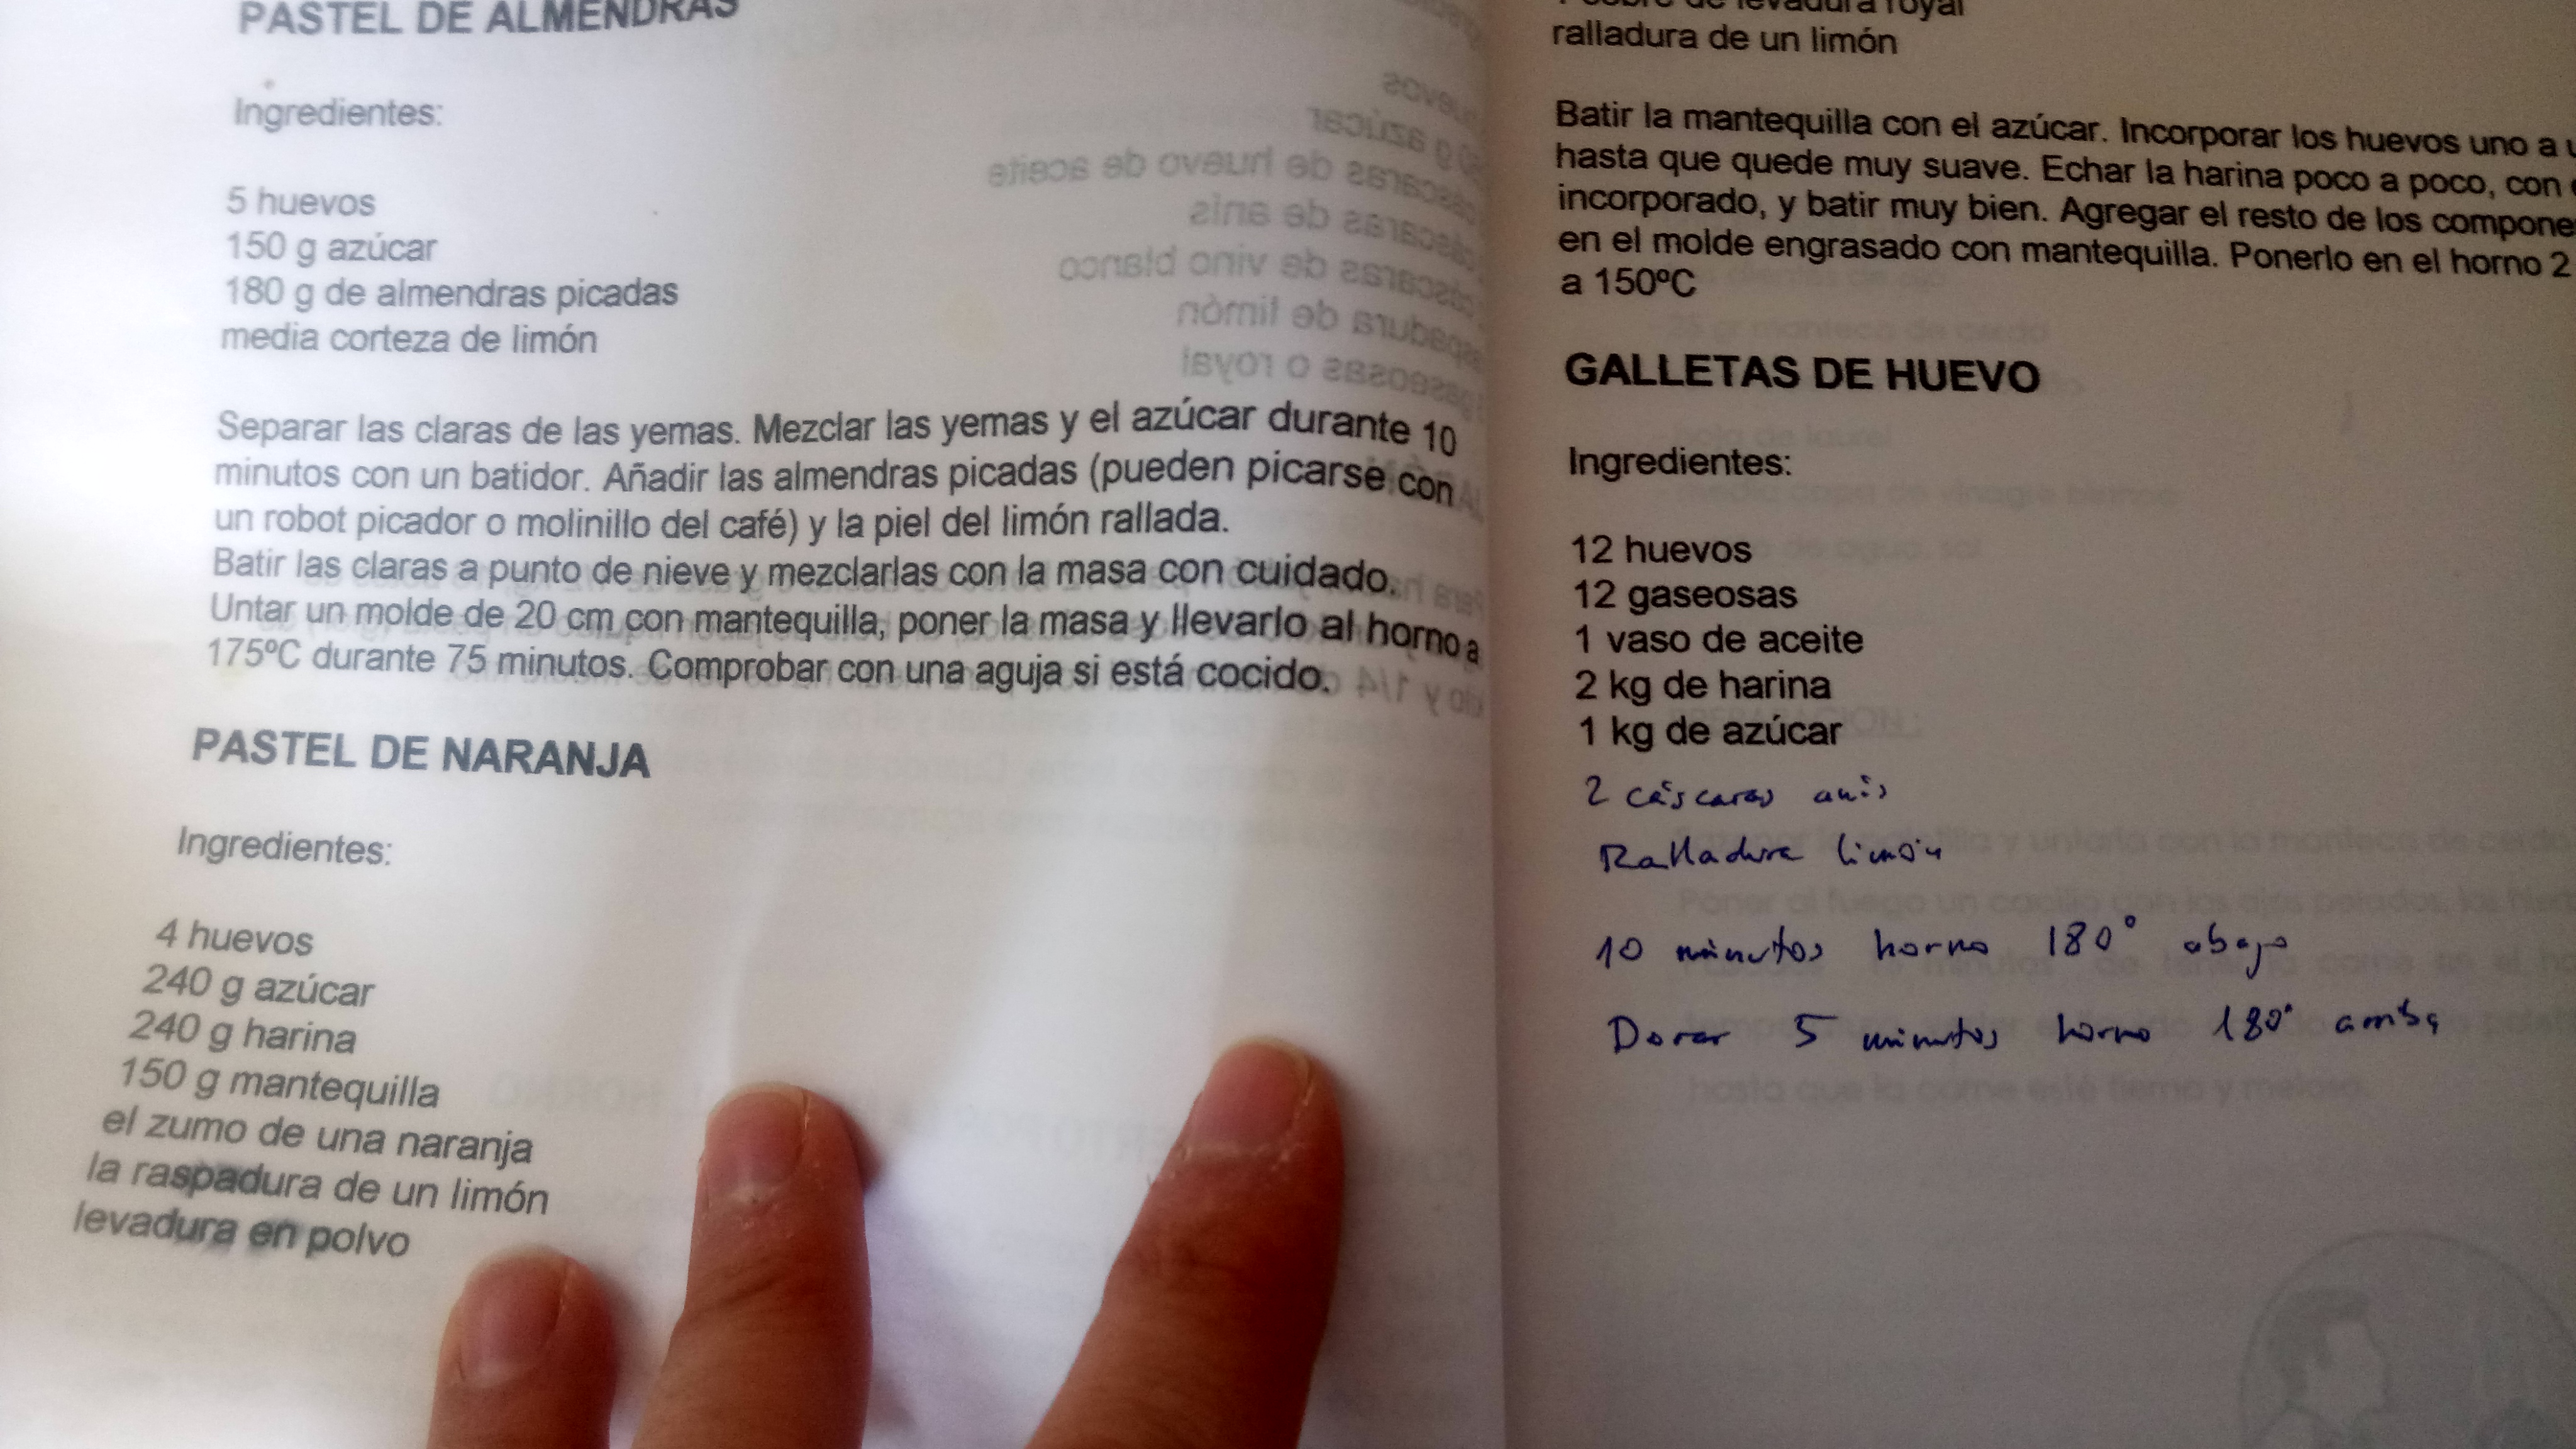 PASTEL DE ALMENDRAS
Ingredientes:
5 huevos
150 g azúcar
180 g de almendras picadas
media corteza de limón
Separar las claras de las yemas. Mezclar las yemas y el azúcar durante 10
minutos con un batidor. Añadir las almendras picadas (pueden picarse con
un robot picador o molinillo del café) y la piel del limón rallada.
Batir las claras a punto de nieve y mezclarlas con la masa con cuidado.
Untar un molde de 20 cm con mantequilla, poner la masa y llevarlo al horno a
175ºC durante 75 minutos. Comprobar con una aguja si está cocido.
PASTEL DE NARANJA
Ingredientes:
4 huevos
240 g azúcar
240 g harina
150 g mantequilla
el zumo de una naranja
la raspadura de un limón
levadura en polvo
sobre de levadura royal
ralladura de un limón
Batir la mantequilla con el azúcar. Incorporar los huevos uno a
hasta que quede muy suave. Echar la harina poco a poco, con
incorporado, y batir muy bien. Agregar el resto de los
en el molde engrasado con mantequilla. Ponerlo en el horno 2
a 150ºC
GALLETAS DE HUEVO
Ingredientes:
12 huevos
12 gaseosas
1 vaso de aceite
2 kg de harina
1 kg de azúcar
2 cáscaras anis
Ralladura limón
10 minutos horno 180° abajo
Dorar 5 minutos horno 180° arriba